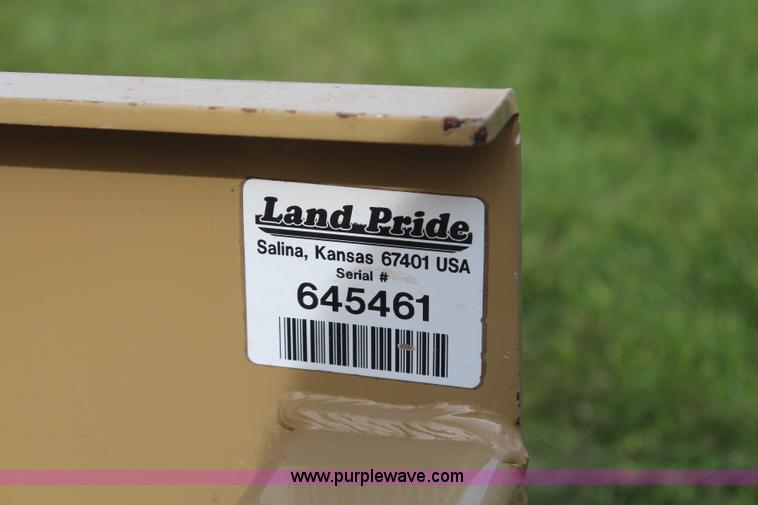 Land Pride
Salina, Kansas 67401 USA
Serial #
645461
www.purplewave.com